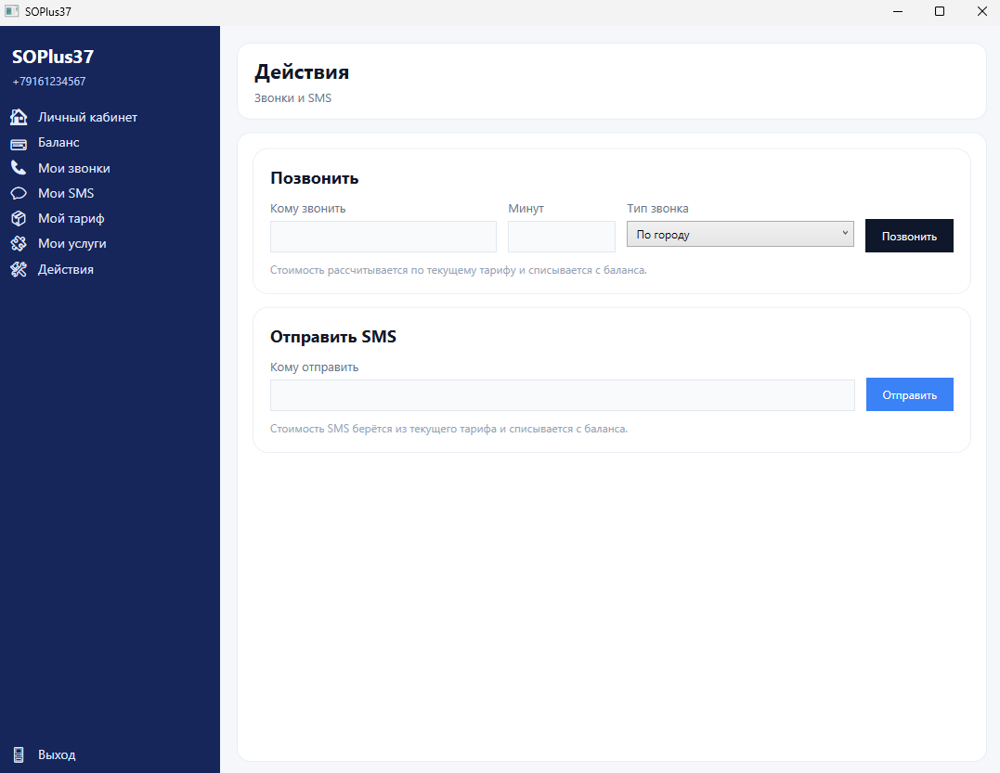 SOPlus37
SOPlus37
+79161234567
Личный кабинет
Баланс
Мои звонки
Мои SMS
Мой тариф
Мои услуги
Действия
Выход
Действия
Звонки и SMS
Позвонить
Кому звонить
Минут
Тип звонка
По городу
Позвонить
Стоимость рассчитывается по текущему тарифу и списывается с баланса.
Отправить SMS
Кому отправить
Отправить
Стоимость SMS берётся из текущего тарифа и списывается с баланса.